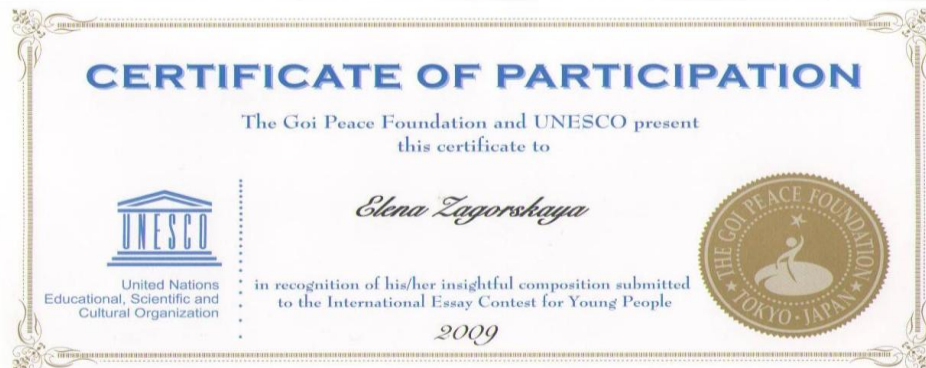 CERTIFICATE OF PARTICIPATION
The Goi Peace Foundation and UNESCO present
this certificate to
Elena Zagorskaya
UNESCO
United Nations
Educational, Scientific and
Cultural Organization
in recognition of his/her insightful composition submitted
to the International Essay Contest for Young People
2009
THE GOI PEACE FOUNDATION
★ TOKYO · JAPAN ★